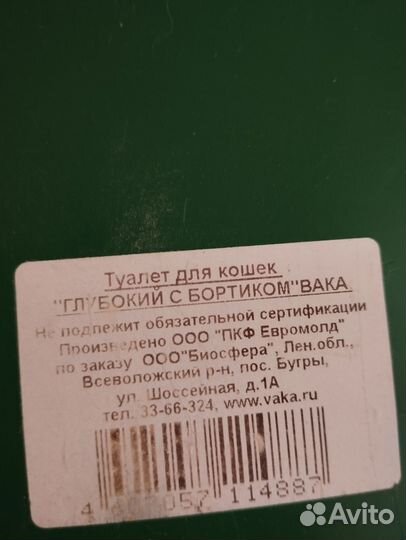 Туалет для кошек
"ГЛУБОКИЙ С БОРТИКОМ"ВАКА
Не подлежит обязательной сертификации
Произведено ООО "ПКФ Евромолд"
по заказу ООО"Биосфера", Лен.обл.,
Всеволожский р-н, пос. Бугры,
ул. Шоссейная, д.1А
тел. 33-66-324, www.vaka.ru
4 057 114887
Avito